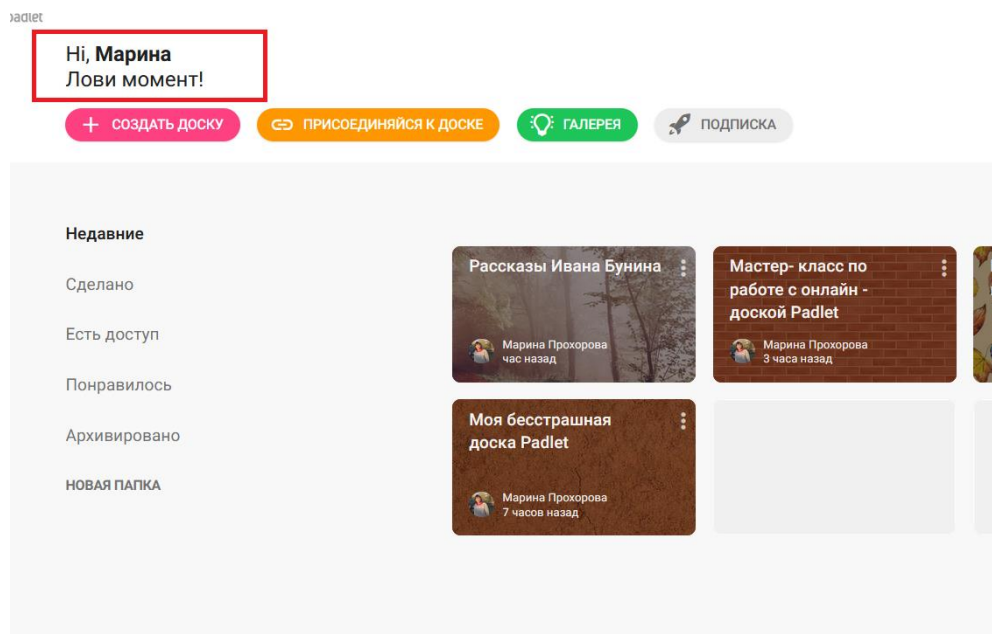 padlet
Hi, Марина
Лови момент!
СОЗДАТЬ ДОСКУ
ПРИСОЕДИНЯЙСЯ К ДОСКЕ
ГАЛЕРЕЯ
ПОДПИСКА
Недавние
Сделано
Есть доступ
Понравилось
Архивировано
НОВАЯ ПАПКА
Рассказы Ивана Бунина
Марина Прохорова
час назад
Мастер- класс по
работе с онлайн -
доской Padlet
Марина Прохорова
3 часа назад
Моя бесстрашная
доска Padlet
Марина Прохорова
7 часов назад